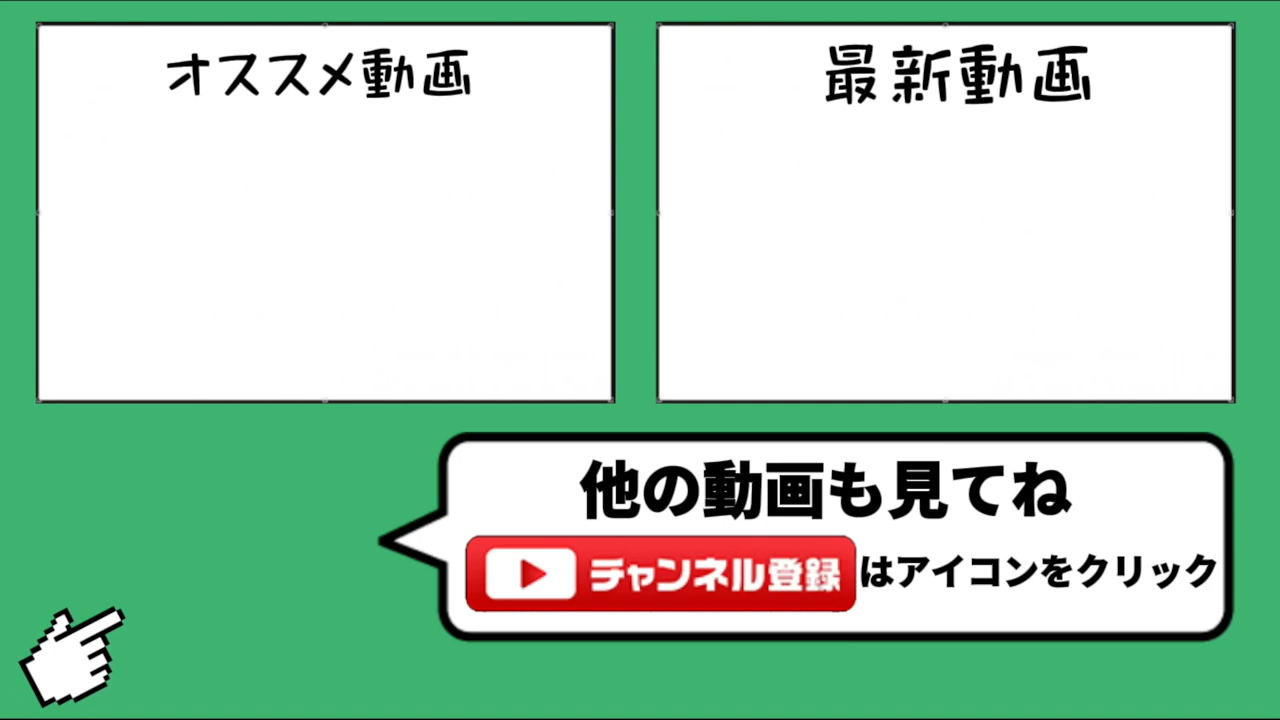 オススメ動画
最新動画
他の動画も見てね
チャンネル登録はアイコンをクリック